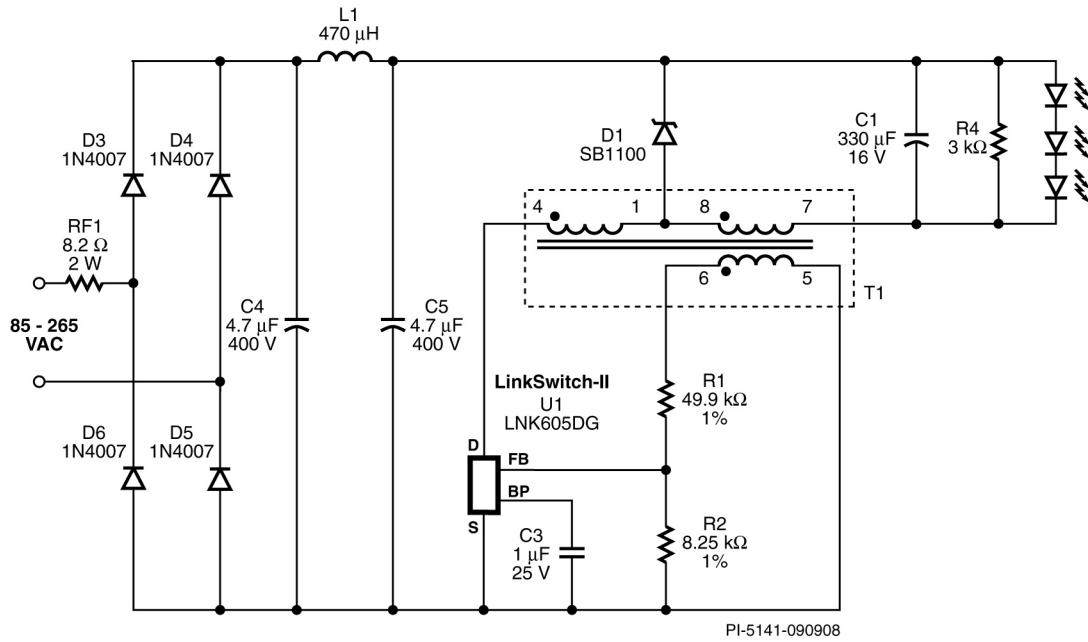 L1
470 µH
D3
1N4007
D4
1N4007
D1
SB1100
C1
330 µF
16 V
R4
3 kΩ
RF1
8.2 Ω
2 W
4
1
8
7
6
5
T1
85 - 265
VAC
C4
4.7 µF
400 V
C5
4.7 µF
400 V
LinkSwitch-II
U1
LNK605DG
R1
49.9 kΩ
1%
D6
1N4007
D5
1N4007
D
FB
BP
S
C3
1 µF
25 V
R2
8.25 kΩ
1%
PI-5141-090908